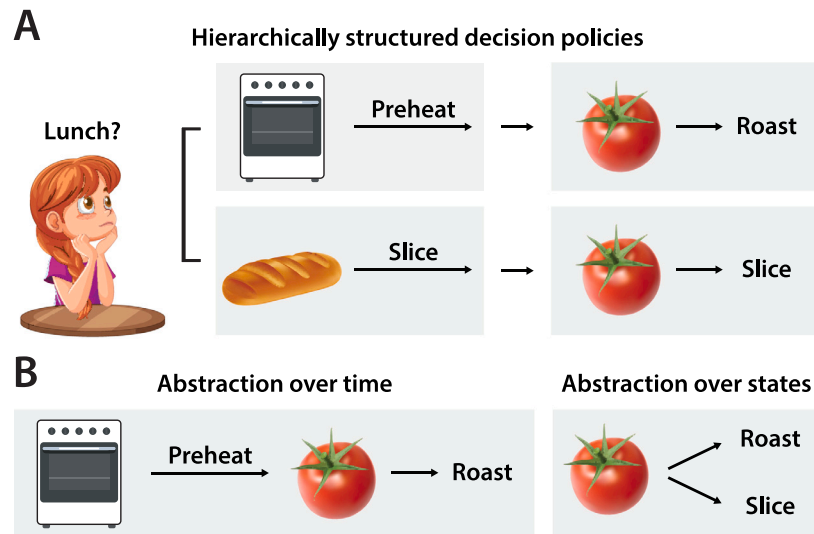 A
Hierarchically structured decision policies
Lunch?
Preheat
Roast
Slice
Slice
B
Abstraction over time
Abstraction over states
Preheat
Roast
Roast
Slice